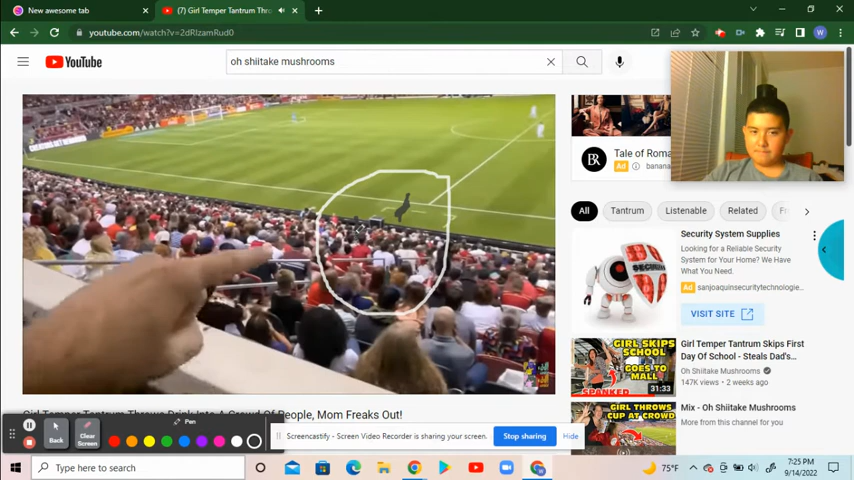 New awesome tab
(7) Girl Temper Tantrum Thr
youtube.com/watch?v=2dRlzamRud0
W
YouTube
oh shiitake mushrooms
BR
Tale of Roma
Ad
banana
All
Tantrum
Listenable
Related
Security System Supplies
Looking for a Reliable Security
System for Your Home? We
Have What You Need.
Ad
sanjoaquinsecuritytechnologie...
VISIT SITE
SECURITY
GIRL SKIPS
SCHOOL
GOES TO
MALL
SPANKED
31:33
Girl Temper Tantrum Skips First
Day Of School - Steals Dad's...
Oh Shiitake Mushrooms
147K views • 2 weeks ago
GIRL THROWS
CUP AT CROWD
Mix - Oh Shiitake Mushrooms
More from this channel for you
Girl Temper Tantrum Throws Drink Into A Crowd Of People, Mom Freaks Out!
Pen
Back
Clear
Screen
Screencastify - Screen Video Recorder is sharing your screen.
Stop sharing
Hide
Type here to search
75°F
7:25 PM
9/14/2022